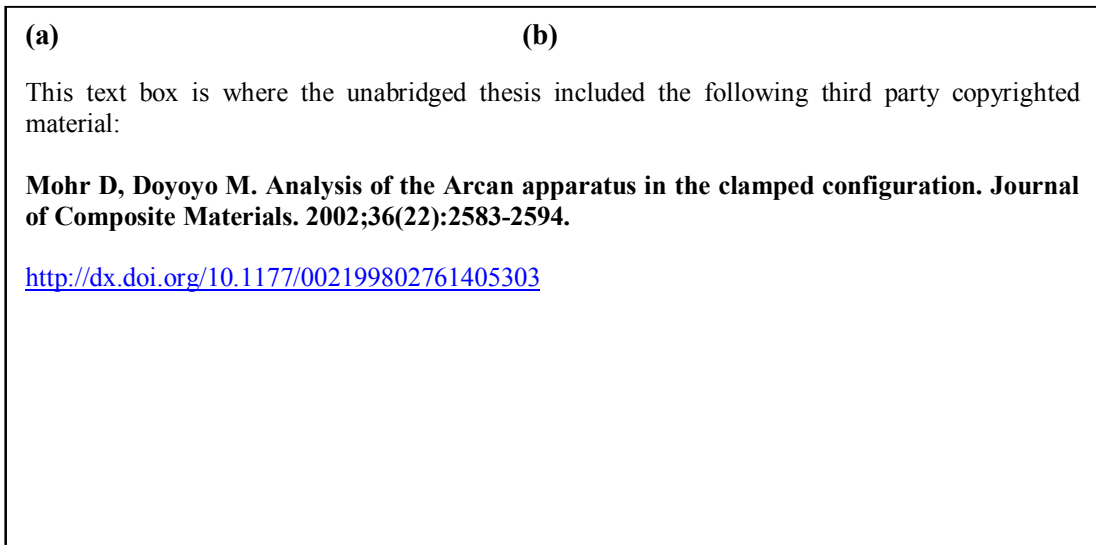 (a) (b)
This text box is where the unabridged thesis included the following third party copyrighted
material:
Mohr D, Doyoyo M. Analysis of the Arcan apparatus in the clamped configuration. Journal
of Composite Materials. 2002;36(22):2583-2594.
http://dx.doi.org/10.1177/002199802761405303